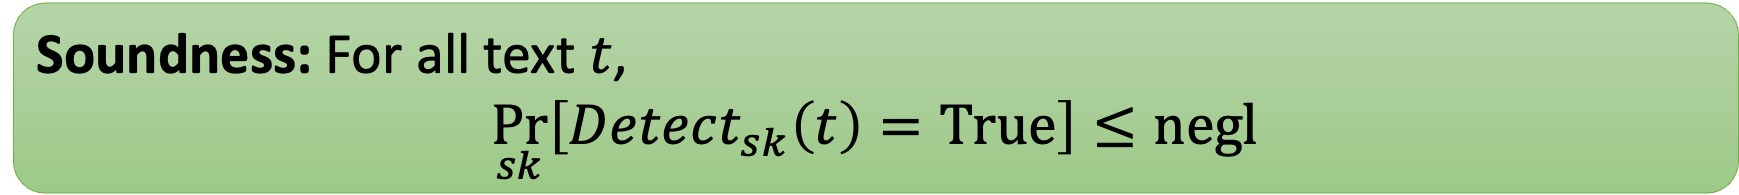 Soundness: For all text t,
Pr[Detect_sk(t) = True] ≤ negl
sk